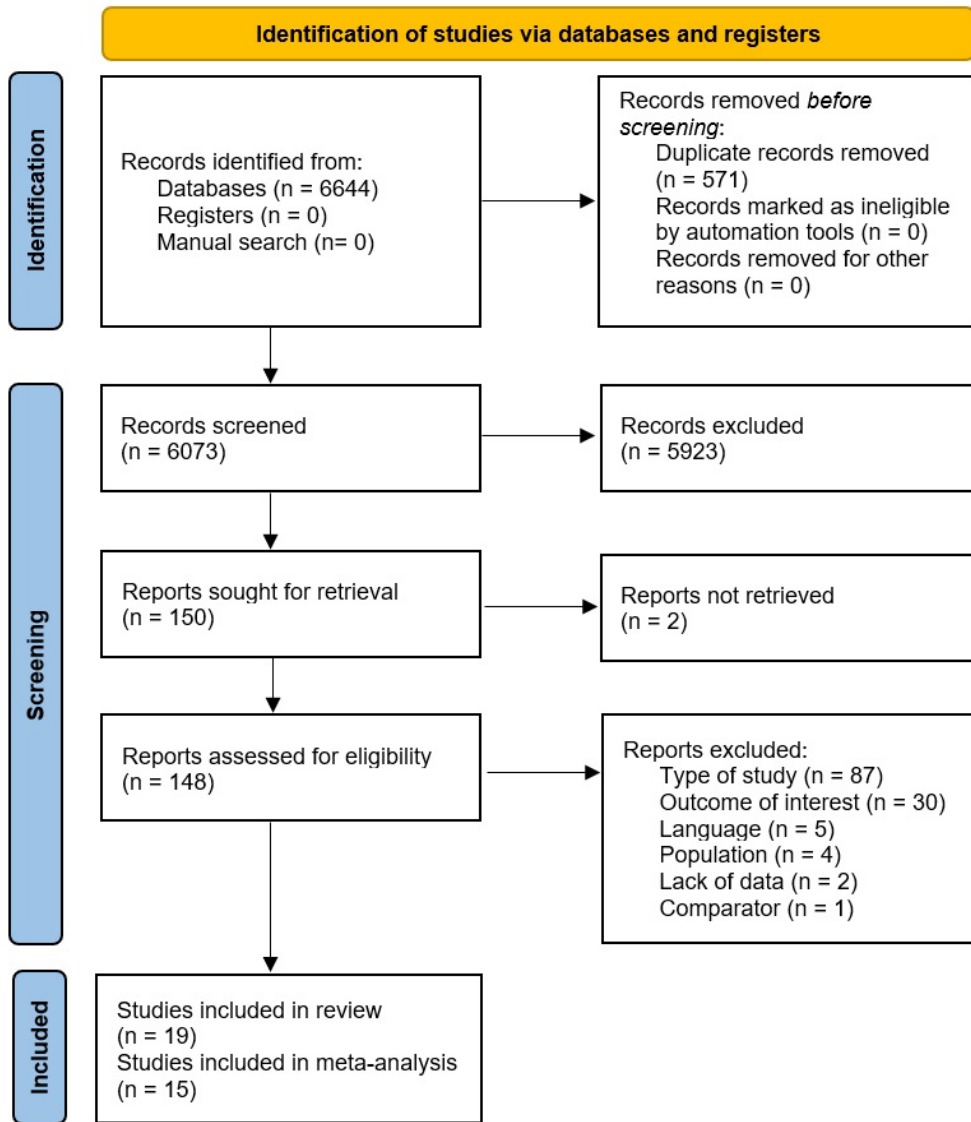 Identification of studies via databases and registers
Identification
Records identified from:
Databases (n = 6644)
Registers (n = 0)
Manual search (n= 0)
Records removed before
screening:
Duplicate records removed
(n = 571)
Records marked as ineligible
by automation tools (n = 0)
Records removed for other
reasons (n = 0)
Screening
Records screened
(n = 6073)
Records excluded
(n = 5923)
Reports sought for retrieval
(n = 150)
Reports not retrieved
(n = 2)
Reports assessed for eligibility
(n = 148)
Reports excluded:
Type of study (n = 87)
Outcome of interest (n = 30)
Language (n = 5)
Population (n = 4)
Lack of data (n = 2)
Comparator (n = 1)
Included
Studies included in review
(n = 19)
Studies included in meta-analysis
(n = 15)